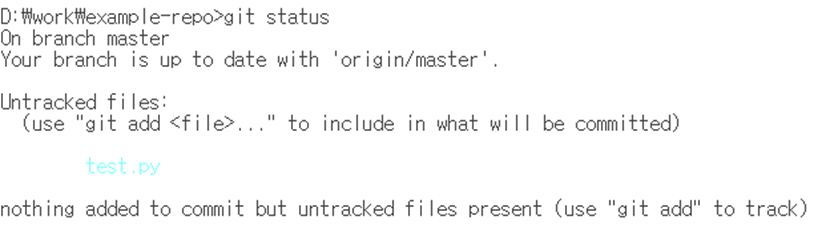 D:₩work₩example-repo>git status
On branch master
Your branch is up to date with 'origin/master'.
Untracked files:
(use "git add <file>..." to include in what will be committed)
test.py
nothing added to commit but untracked files present (use "git add" to track)